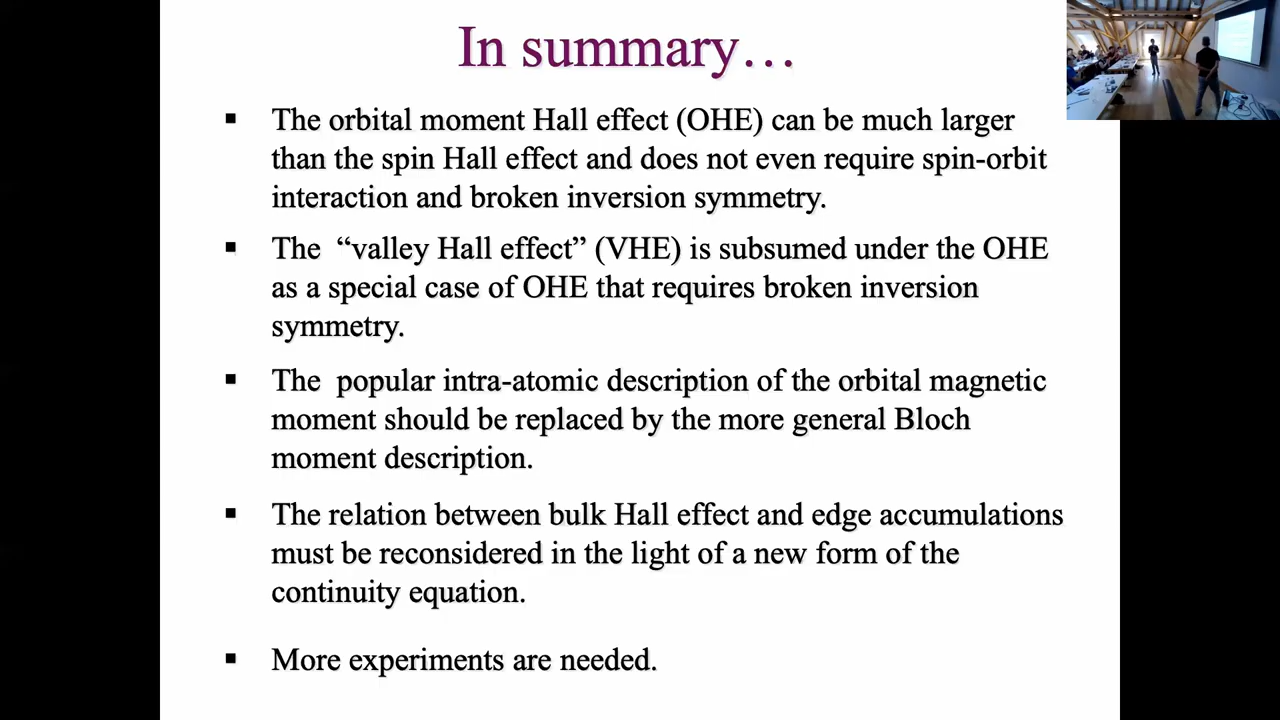 In summary…
▪ The orbital moment Hall effect (OHE) can be much larger
than the spin Hall effect and does not even require spin-orbit
interaction and broken inversion symmetry.
▪ The “valley Hall effect” (VHE) is subsumed under the OHE
as a special case of OHE that requires broken inversion
symmetry.
▪ The popular intra-atomic description of the orbital magnetic
moment should be replaced by the more general Bloch
moment description.
▪ The relation between bulk Hall effect and edge accumulations
must be reconsidered in the light of a new form of the
continuity equation.
▪ More experiments are needed.